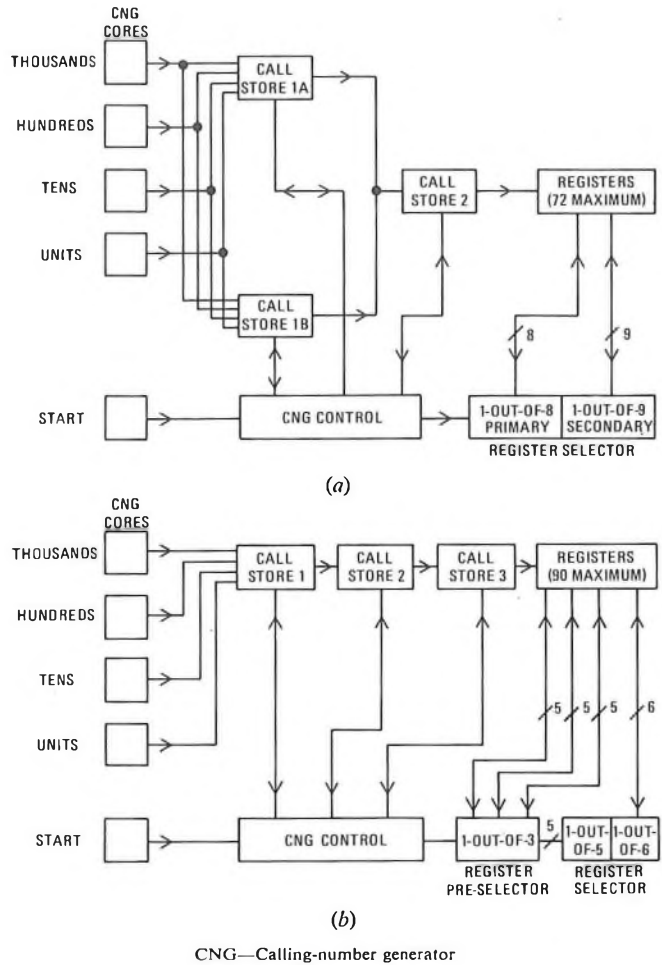 CNG
CORES
THOUSANDS
HUNDREDS
TENS
UNITS
START
CALL
STORE 1A
CALL
STORE 1B
CALL
STORE 2
REGISTERS
(72 MAXIMUM)
8
9
CNG CONTROL
1-OUT-OF-8
PRIMARY
1-OUT-OF-9
SECONDARY
REGISTER SELECTOR
(a)
CNG
CORES
THOUSANDS
HUNDREDS
TENS
UNITS
START
CALL
STORE 1
CALL
STORE 2
CALL
STORE 3
REGISTERS
(90 MAXIMUM)
5
5
5
6
CNG CONTROL
1-OUT-OF-3
5
1-OUT-
OF-5
1-OUT-
OF-6
REGISTER
PRE-SELECTOR
REGISTER
SELECTOR
(b)
CNG—Calling-number generator